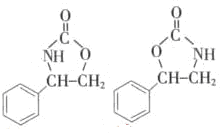 O O
C C
NH O O NH
CH—CH2 CH—CH2